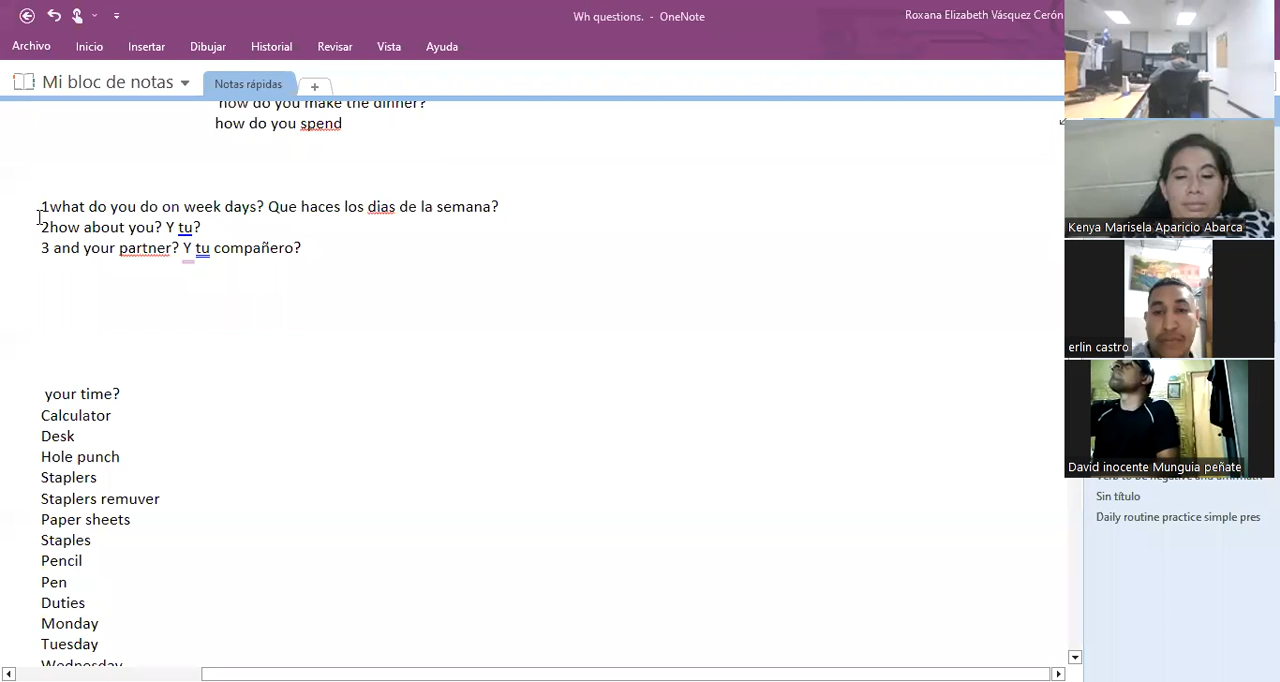 Wh questions. - OneNote
Roxana Elizabeth Vásquez Cerón
Archivo Inicio Insertar Dibujar Historial Revisar Vista Ayuda
Mi bloc de notas
Notas rápidas
+
how do you make the dinner?
how do you spend
1what do you do on week days? Que haces los dias de la semana?
2how about you? Y tu?
3 and your partner? Y tu compañero?
your time?
Calculator
Desk
Hole punch
Staplers
Staplers remuver
Paper sheets
Staples
Pencil
Pen
Duties
Monday
Tuesday
Wednesday
Kenya Marisela Aparicio Abarca
erlin castro
David inocente Munguia peñate
Sin título
Daily routine practice simple pres